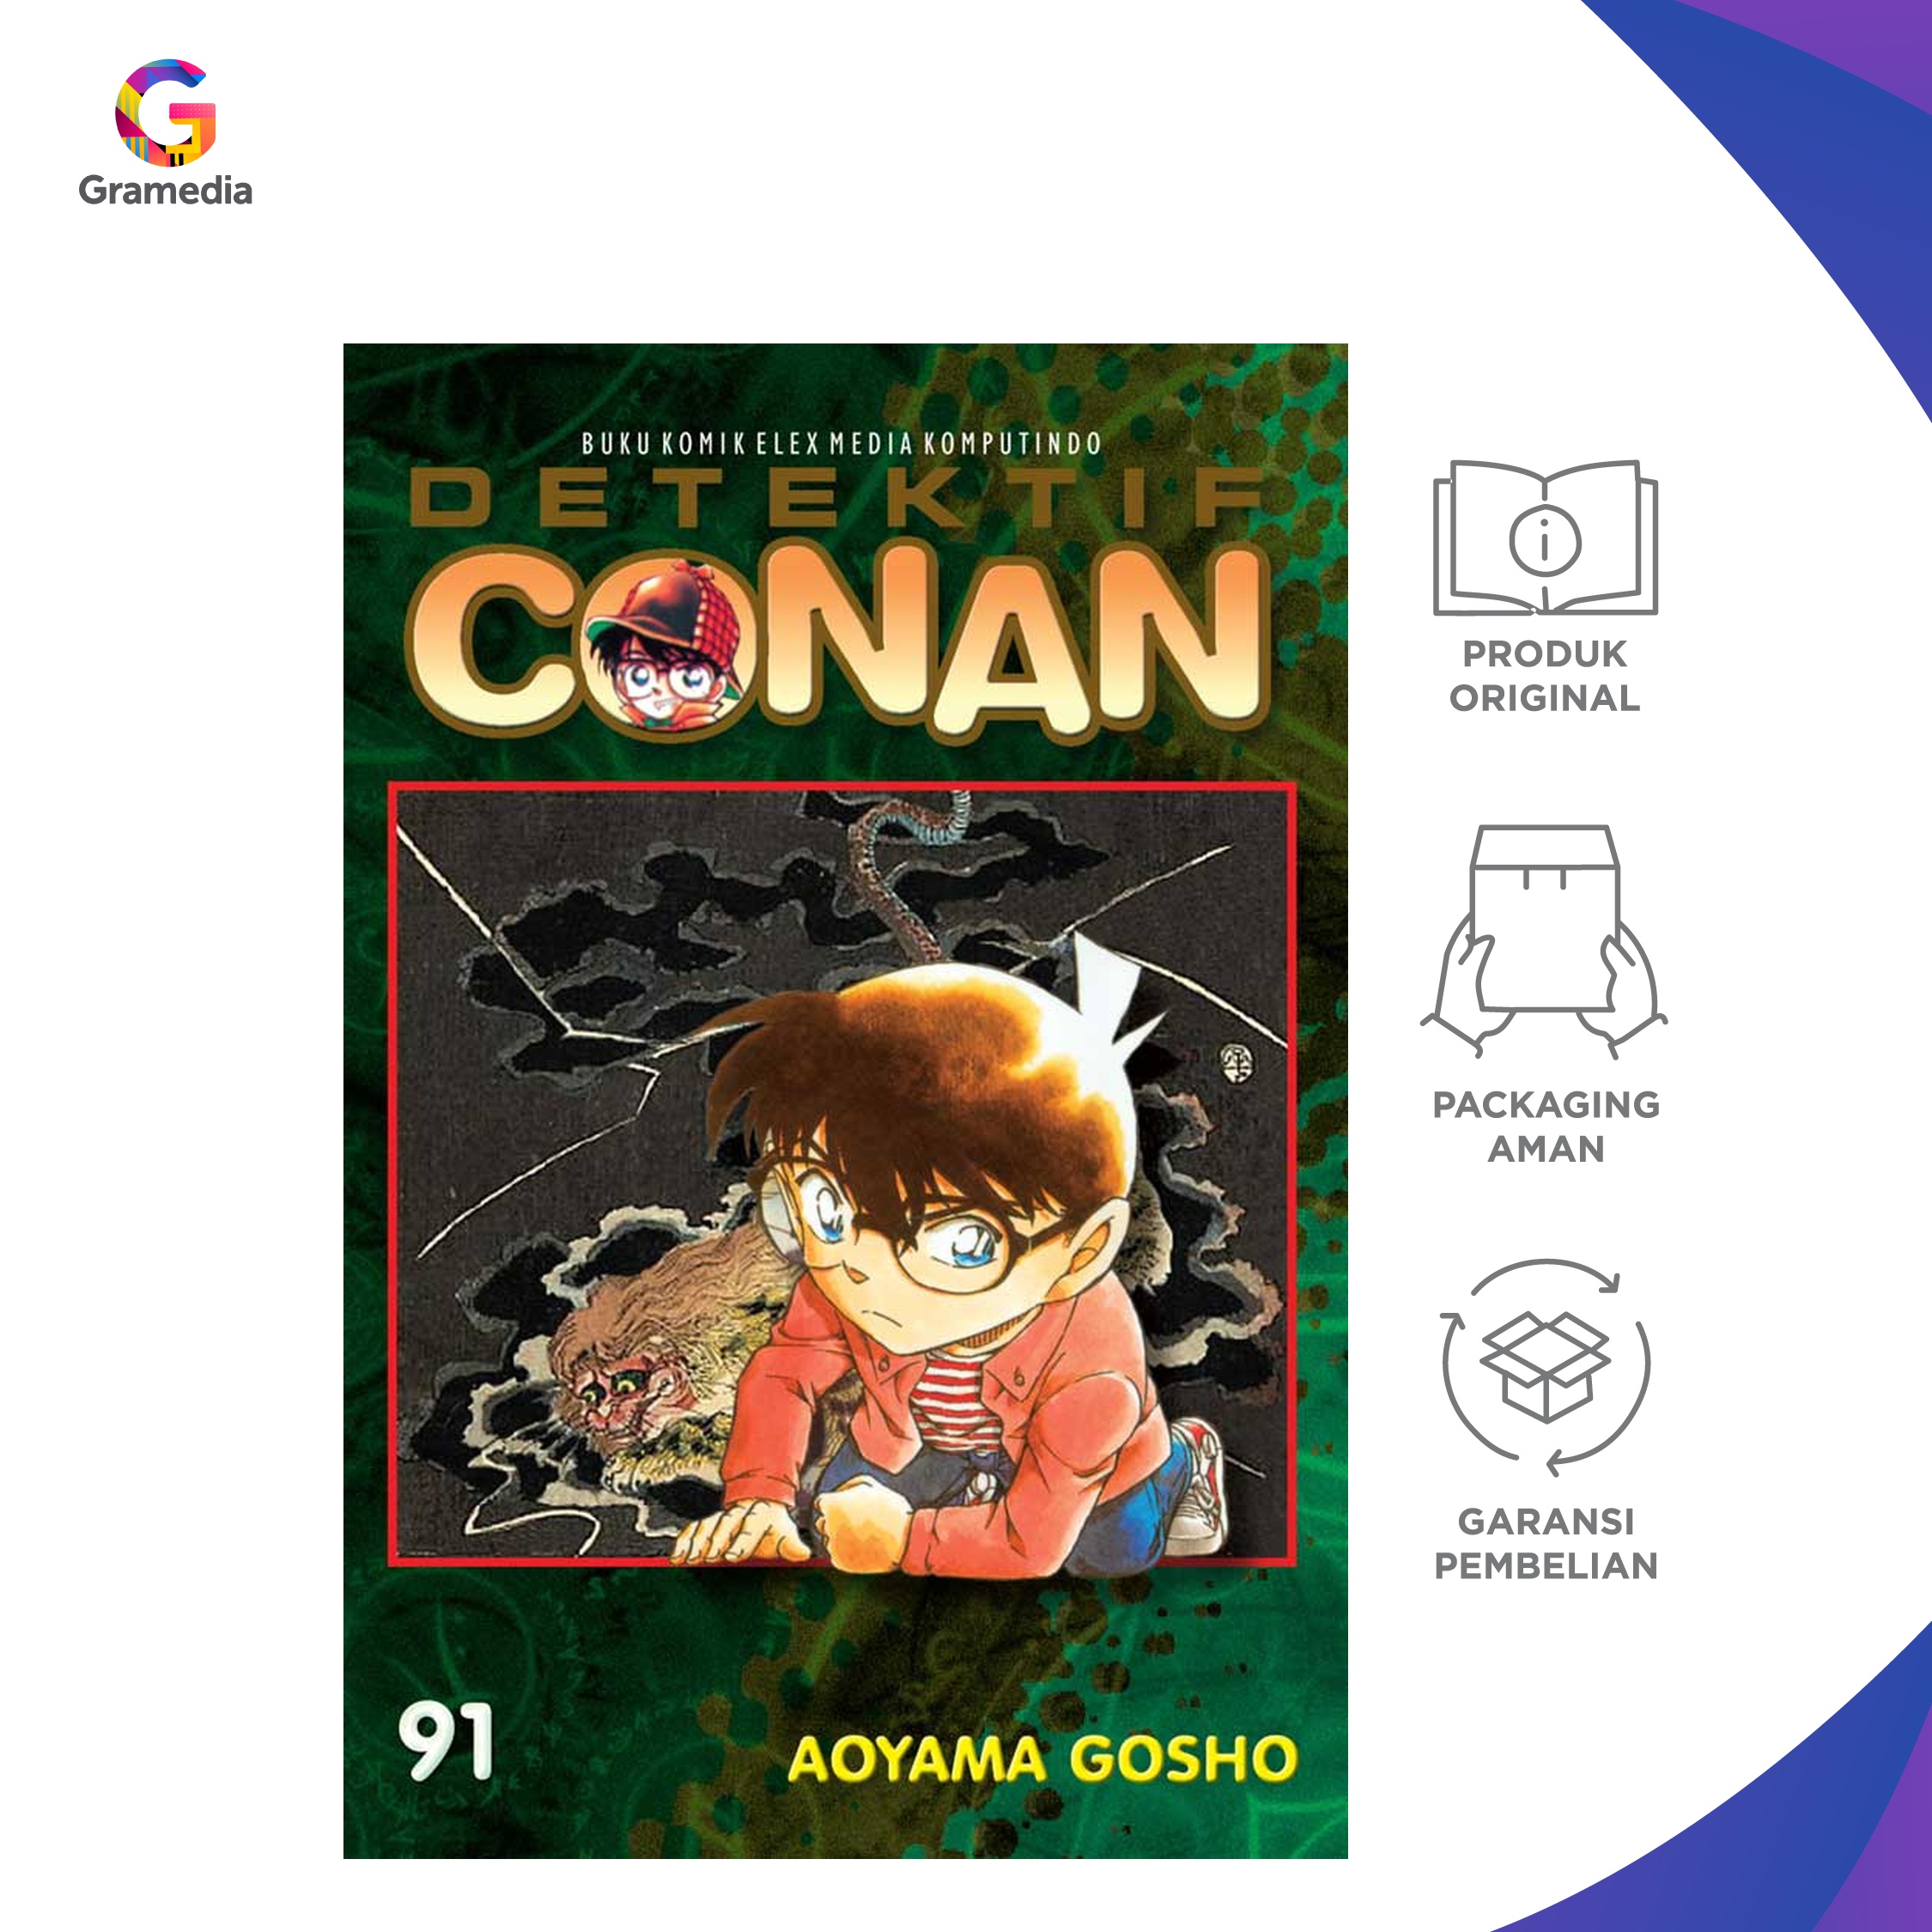 Gramedia
BUKU KOMIK ELEX MEDIA KOMPUTINDO
DETEKTIF
CONAN
91
AOYAMA GOSHO
PRODUK
ORIGINAL
PACKAGING
AMAN
GARANSI
PEMBELIAN